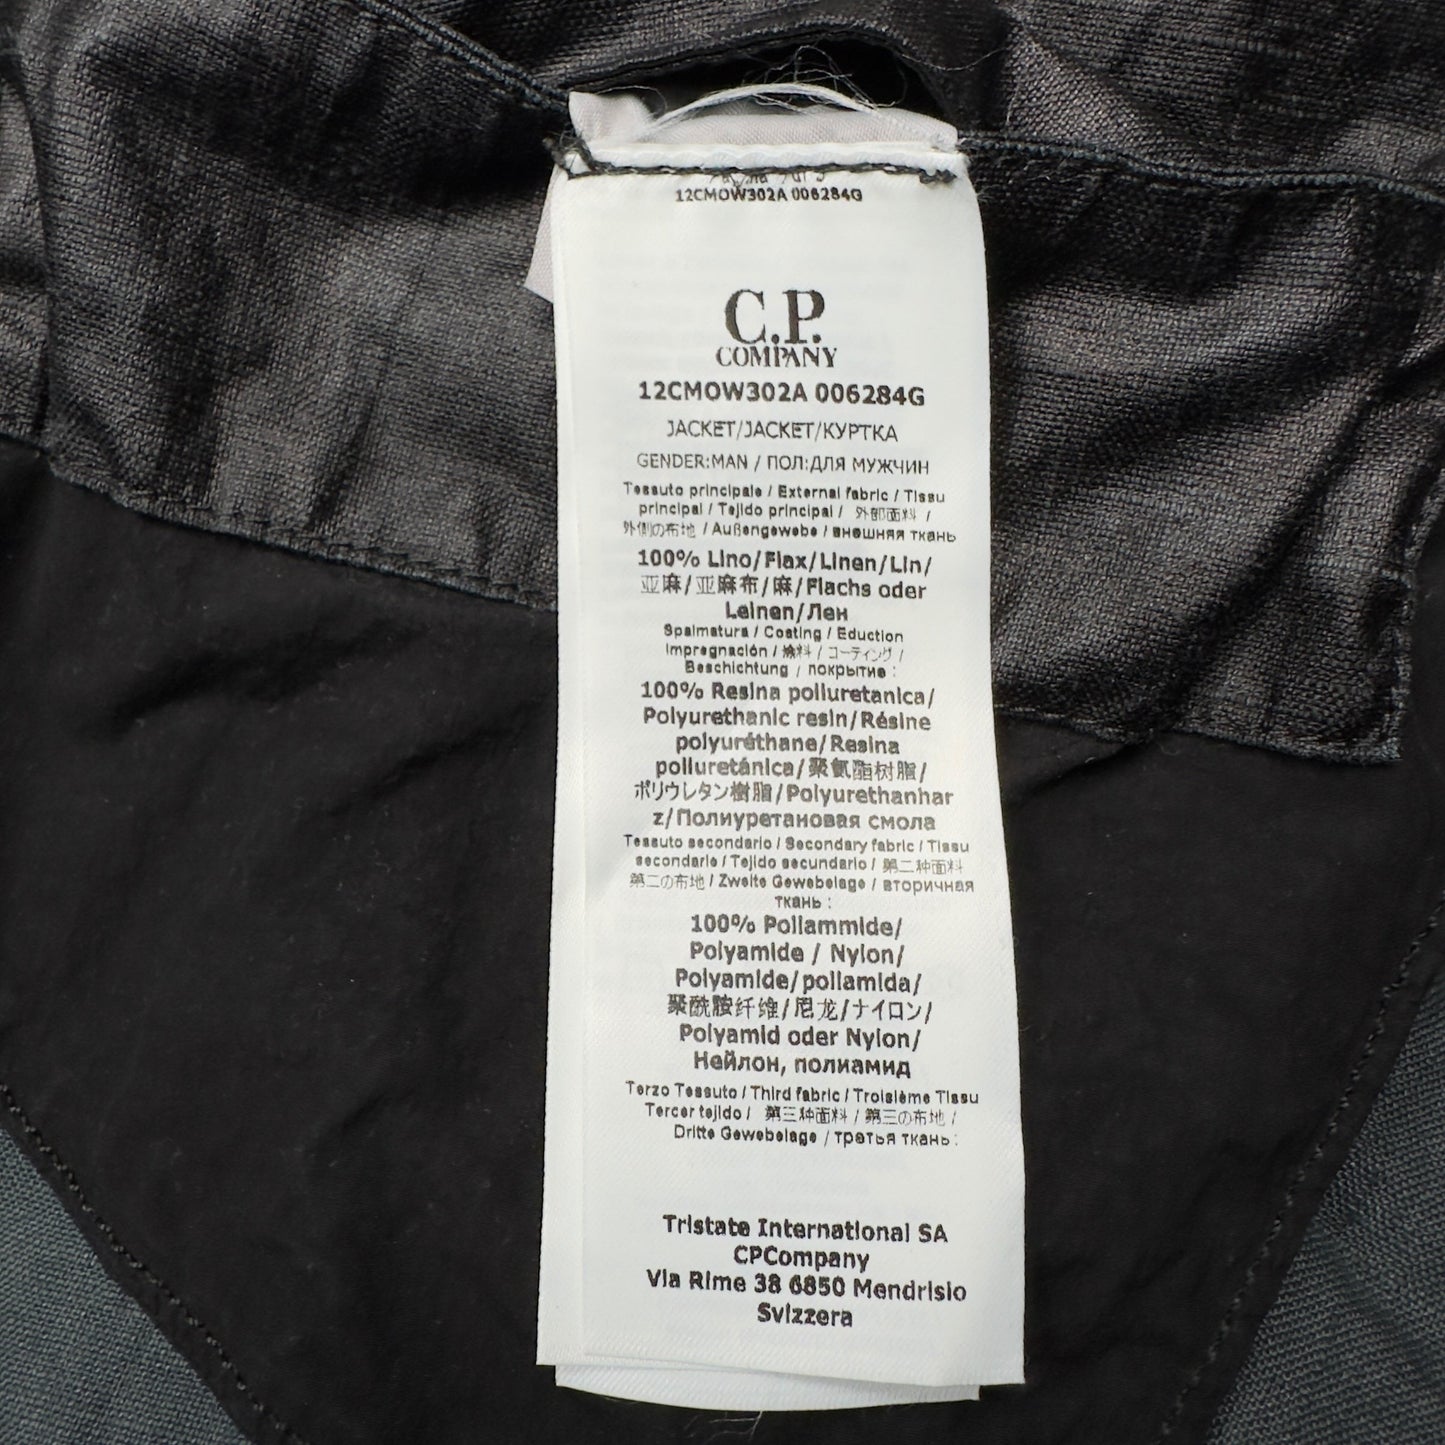 12CMOW302A 006284G
C.P.
COMPANY
12CMOW302A 006284G
JACKET/JACKET/КУРТКА
GENDER:MAN / ПОЛ:ДЛЯ МУЖЧИН
Tessuto principale / External fabric / Tissu
principal / Tejido principal / 外部面料 /
外側の布地 / Außengewebe / внешняя ткань
100% Lino/Flax/Linen/Lin/
亚麻/亚麻布/麻/Flachs oder
Leinen/Лен
Spalmatura / Coating / Eduction
Impregnación / 涂料 / コーティング /
Beschichtung / покрытие :
100% Resina poliuretanica/
Polyurethanic resin/Résine
polyuréthane/Resina
poliuretánica/聚氨酯树脂/
ポリウレタン樹脂/Polyurethanhar
z/Полиуретановая смола
Tessuto secondario / Secondary fabric / Tissu
secondarie / Tejido secundario / 第二种面料
第二の布地 / Zweite Gewebelage / вторичная
ткань :
100% Poliammide/
Polyamide / Nylon/
Polyamide/poliamida/
聚酰胺纤维/尼龙/ナイロン/
Polyamid oder Nylon/
Нейлон, полиамид
Terzo Tessuto / Third fabric / Troisième Tissu
Tercer tejido / 第三种面料 / 第三の布地 /
Dritte Gewebelage / третья ткань :
Tristate International SA
CPCompany
Via Rime 38 6850 Mendrisio
Svizzera